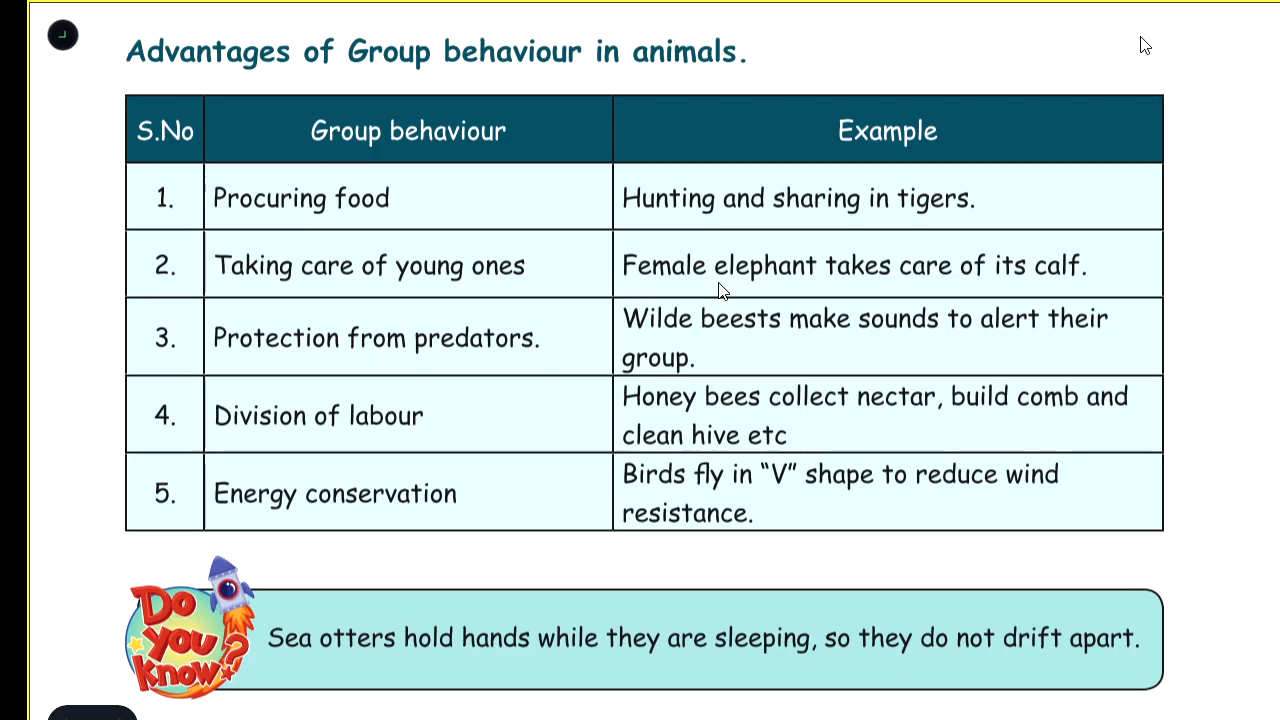 Advantages of Group behaviour in animals.
S.No Group behaviour Example
1. Procuring food Hunting and sharing in tigers.
2. Taking care of young ones Female elephant takes care of its calf.
3. Protection from predators. Wilde beests make sounds to alert their
group.
4. Division of labour Honey bees collect nectar, build comb and
clean hive etc
5. Energy conservation Birds fly in “V” shape to reduce wind
resistance.
Do
you
know?
Sea otters hold hands while they are sleeping, so they do not drift apart.